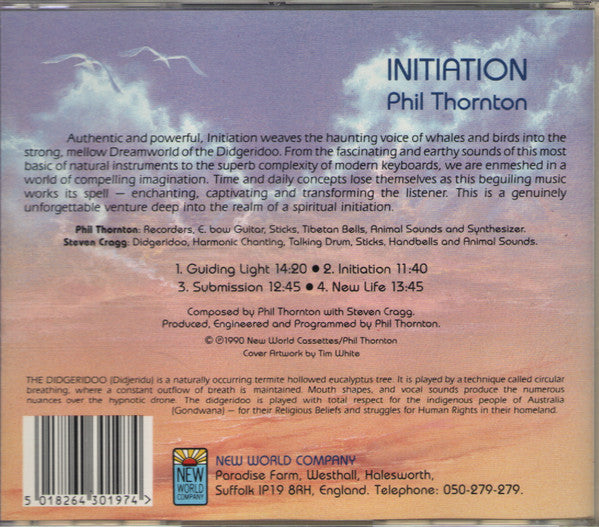 INITIATION
Phil Thornton
Authentic and powerful, Initiation weaves the haunting voice of whales and birds into the
strong, mellow Dreamworld of the Didgeridoo. From the fascinating and earthy sounds of this most
basic of natural instruments to the superb complexity of modern keyboards, we are enmeshed in a
world of compelling imagination. Time and daily concepts lose themselves as this beguiling music
works its spell — enchanting, captivating and transforming the listener. This is a genuinely
unforgettable venture deep into the realm of a spiritual initiation.
Phil Thornton: Recorders, E. bow Guitar, Sticks, Tibetan Bells, Animal Sounds and Synthesizer.
Steven Cragg: Didgeridoo, Harmonic Chanting, Talking Drum, Sticks, Handbells and Animal Sounds.
1. Guiding Light 14:20 ● 2. Initiation 11:40
3. Submission 12:45 ● 4. New Life 13:45
Composed by Phil Thornton with Steven Cragg.
Produced, Engineered and Programmed by Phil Thornton.
© ℗1990 New World Cassettes/Phil Thornton
Cover Artwork by Tim White
THE DIDGERIDOO (Didjeridu) is a naturally occurring termite hollowed eucalyptus tree. It is played by a technique called circular
breathing, where a constant outflow of breath is maintained. Mouth shapes, and vocal sounds produce the numerous
nuances over the hypnotic drone. The didgeridoo is played with total respect for the indigenous people of Australia
(Gondwana) — for their Religious Beliefs and struggles for Human Rights in their homeland.
5 018264 301974 >
NEW
WORLD
COMPANY
NEW WORLD COMPANY
Paradise Farm, Westhall, Halesworth,
Suffolk IP19 8RH, England. Telephone: 050-279-279.